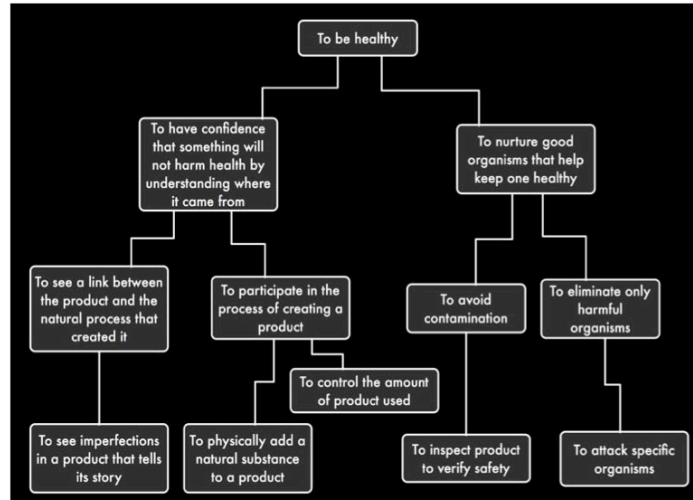 To be healthy
To have confidence
that something will
not harm health by
understanding where
it came from
To nurture good
organisms that help
keep one healthy
To see a link between
the product and the
natural process that
created it
To participate in the
process of creating a
product
To avoid
contamination
To eliminate only
harmful
organisms
To control the amount
of product used
To see imperfections
in a product that tells
its story
To physically add a
natural substance
to a product
To inspect product
to verify safety
To attack specific
organisms